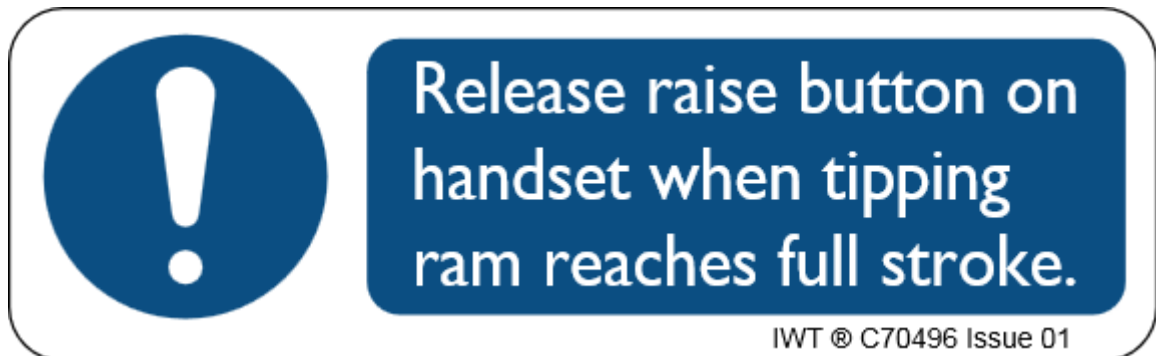 Release raise button on
handset when tipping
ram reaches full stroke.
IWT ® C70496 Issue 01